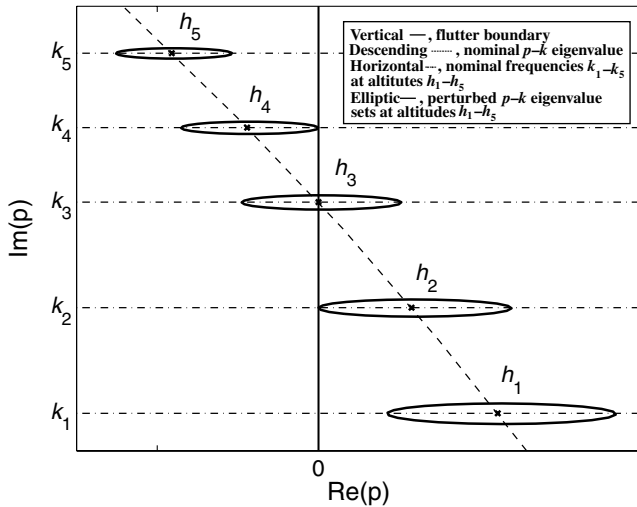 h5
k5
Vertical —, flutter boundary
Descending ........, nominal p–k eigenvalue
Horizontal -·-, nominal frequencies k1–k5
at altitutes h1–h5
Elliptic—, perturbed p–k eigenvalue
sets at altitudes h1–h5
h4
k4
h3
k3
Im(p)
h2
k2
h1
k1
0
Re(p)